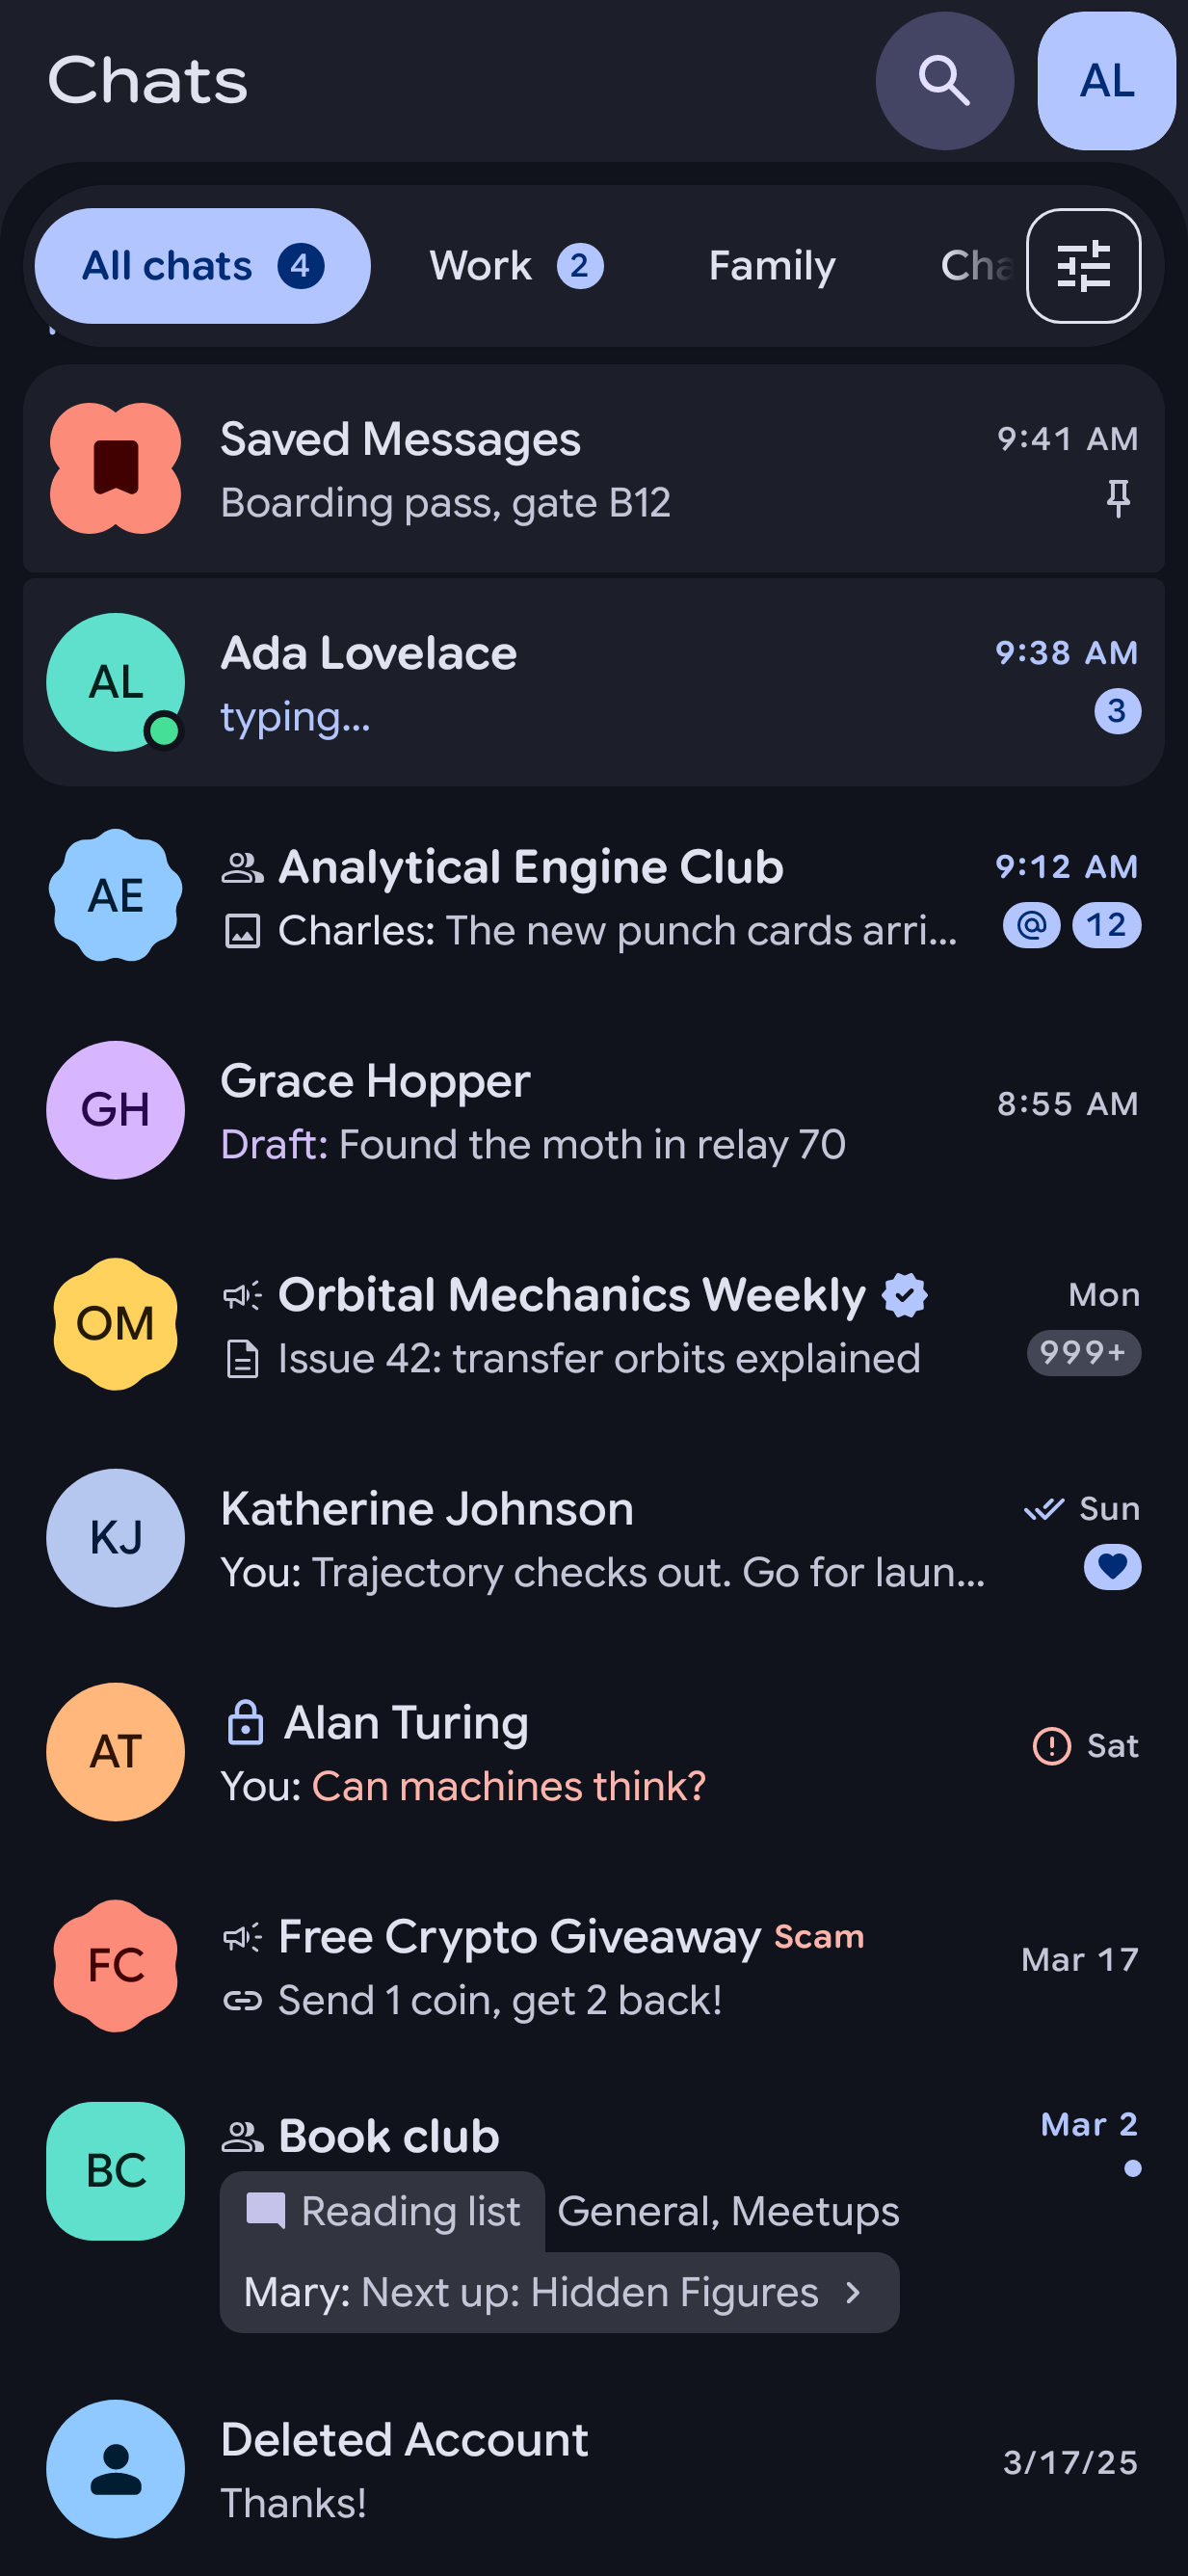 Chats
AL
All chats 4
Work 2
Family
Cha
Saved Messages
9:41 AM
Boarding pass, gate B12
AL
Ada Lovelace
9:38 AM
typing...
3
AE
Analytical Engine Club
9:12 AM
Charles: The new punch cards arri...
@ 12
GH
Grace Hopper
8:55 AM
Draft: Found the moth in relay 70
OM
Orbital Mechanics Weekly
Mon
Issue 42: transfer orbits explained
999+
KJ
Katherine Johnson
Sun
You: Trajectory checks out. Go for laun...
AT
Alan Turing
Sat
You: Can machines think?
FC
Free Crypto Giveaway Scam
Mar 17
Send 1 coin, get 2 back!
BC
Book club
Mar 2
Reading list General, Meetups
Mary: Next up: Hidden Figures
Deleted Account
3/17/25
Thanks!